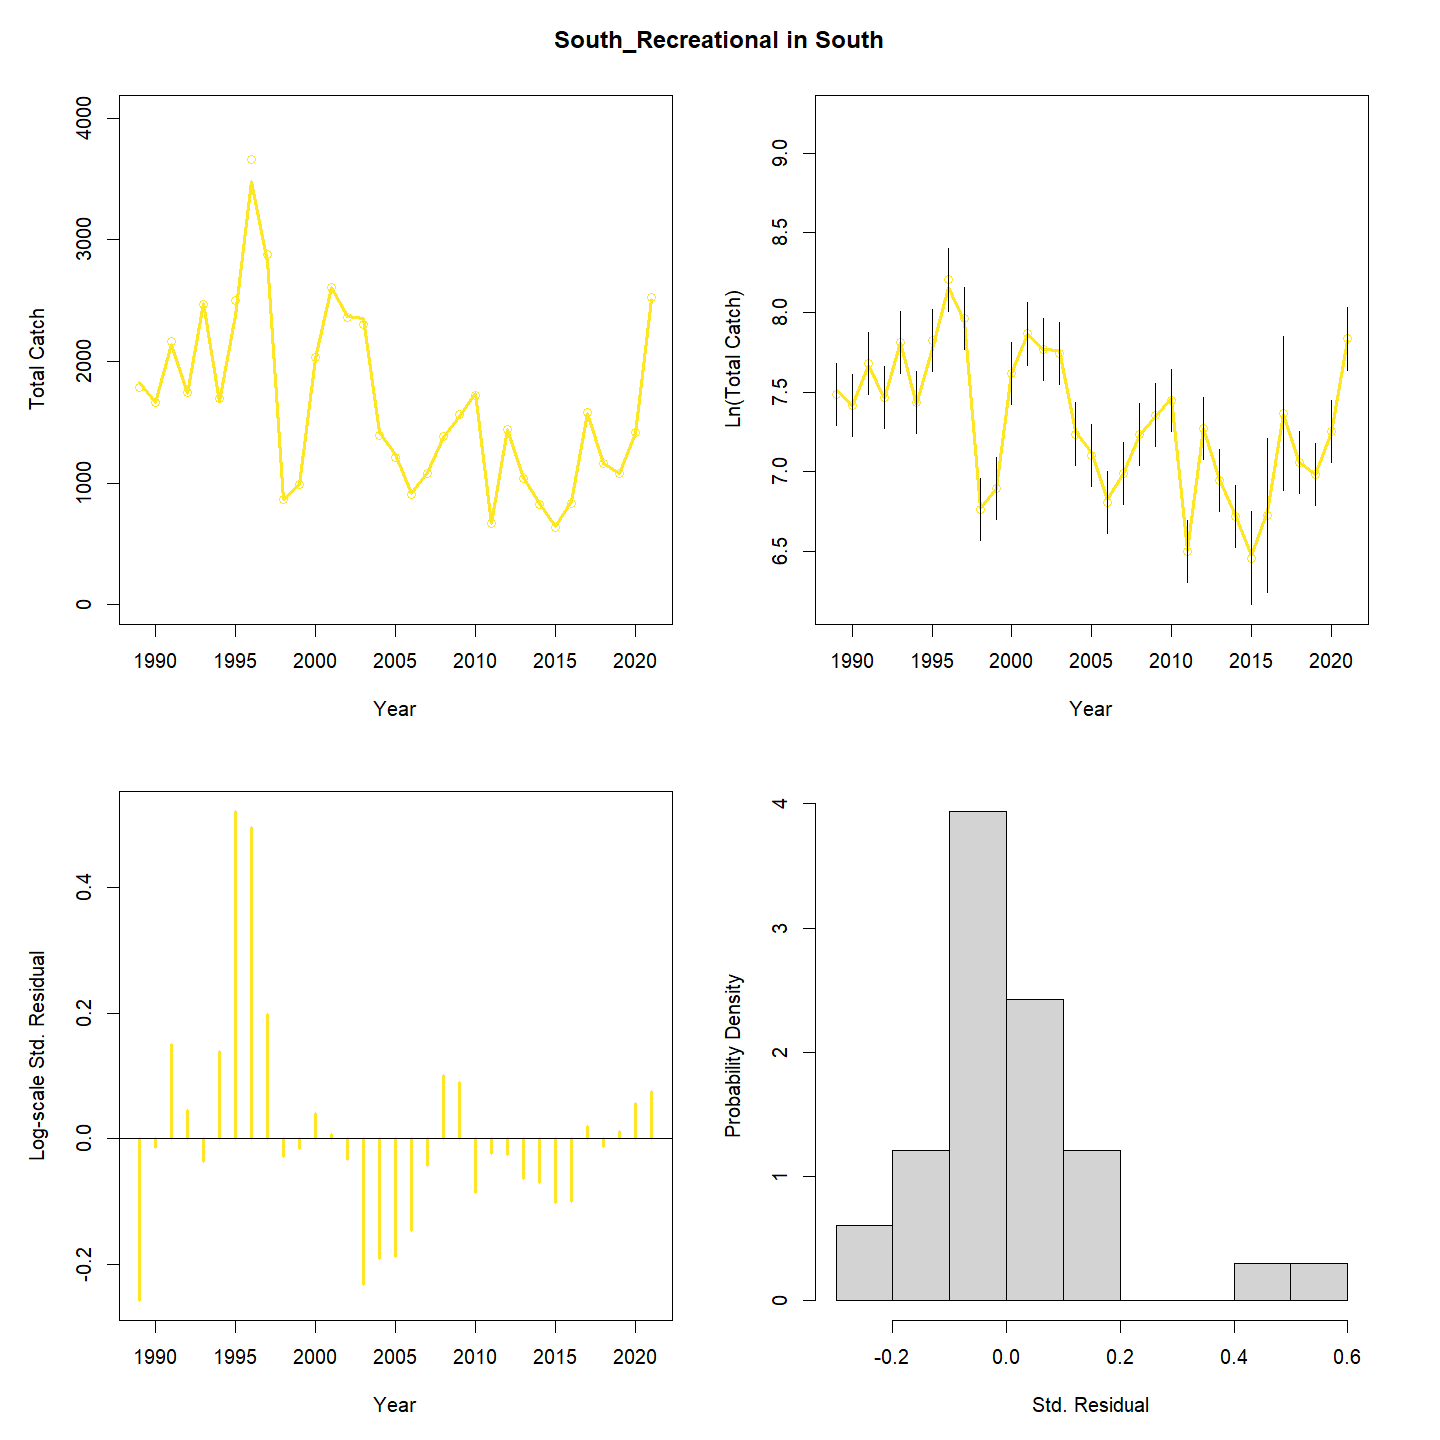 South_Recreational in South
Total Catch
4000
3000
2000
1000
0
1990 1995 2000 2005 2010 2015 2020
Year
Ln(Total Catch)
9.0
8.5
8.0
7.5
7.0
6.5
1990 1995 2000 2005 2010 2015 2020
Year
Log-scale Std. Residual
0.4
0.2
0.0
-0.2
1990 1995 2000 2005 2010 2015 2020
Year
Probability Density
4
3
2
1
0
-0.2 0.0 0.2 0.4 0.6
Std. Residual